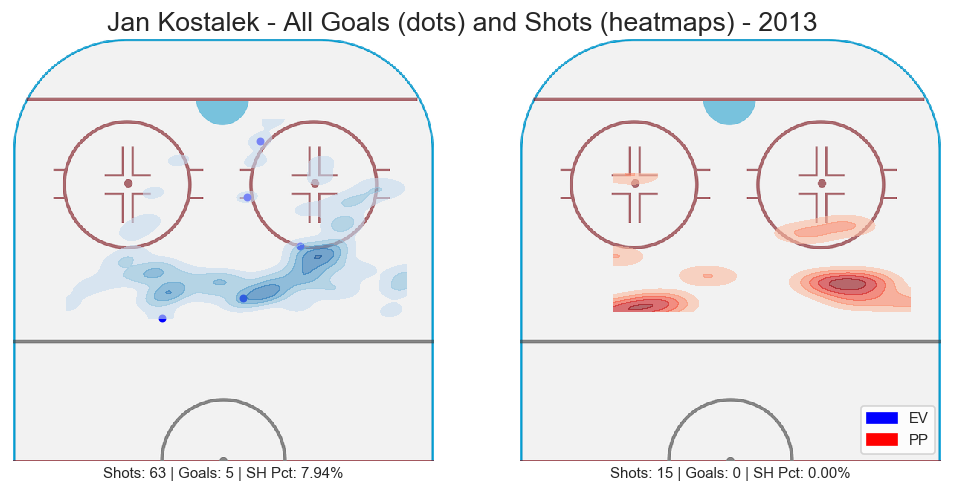 Jan Kostalek - All Goals (dots) and Shots (heatmaps) - 2013
EV
PP
Shots: 63 | Goals: 5 | SH Pct: 7.94%
Shots: 15 | Goals: 0 | SH Pct: 0.00%